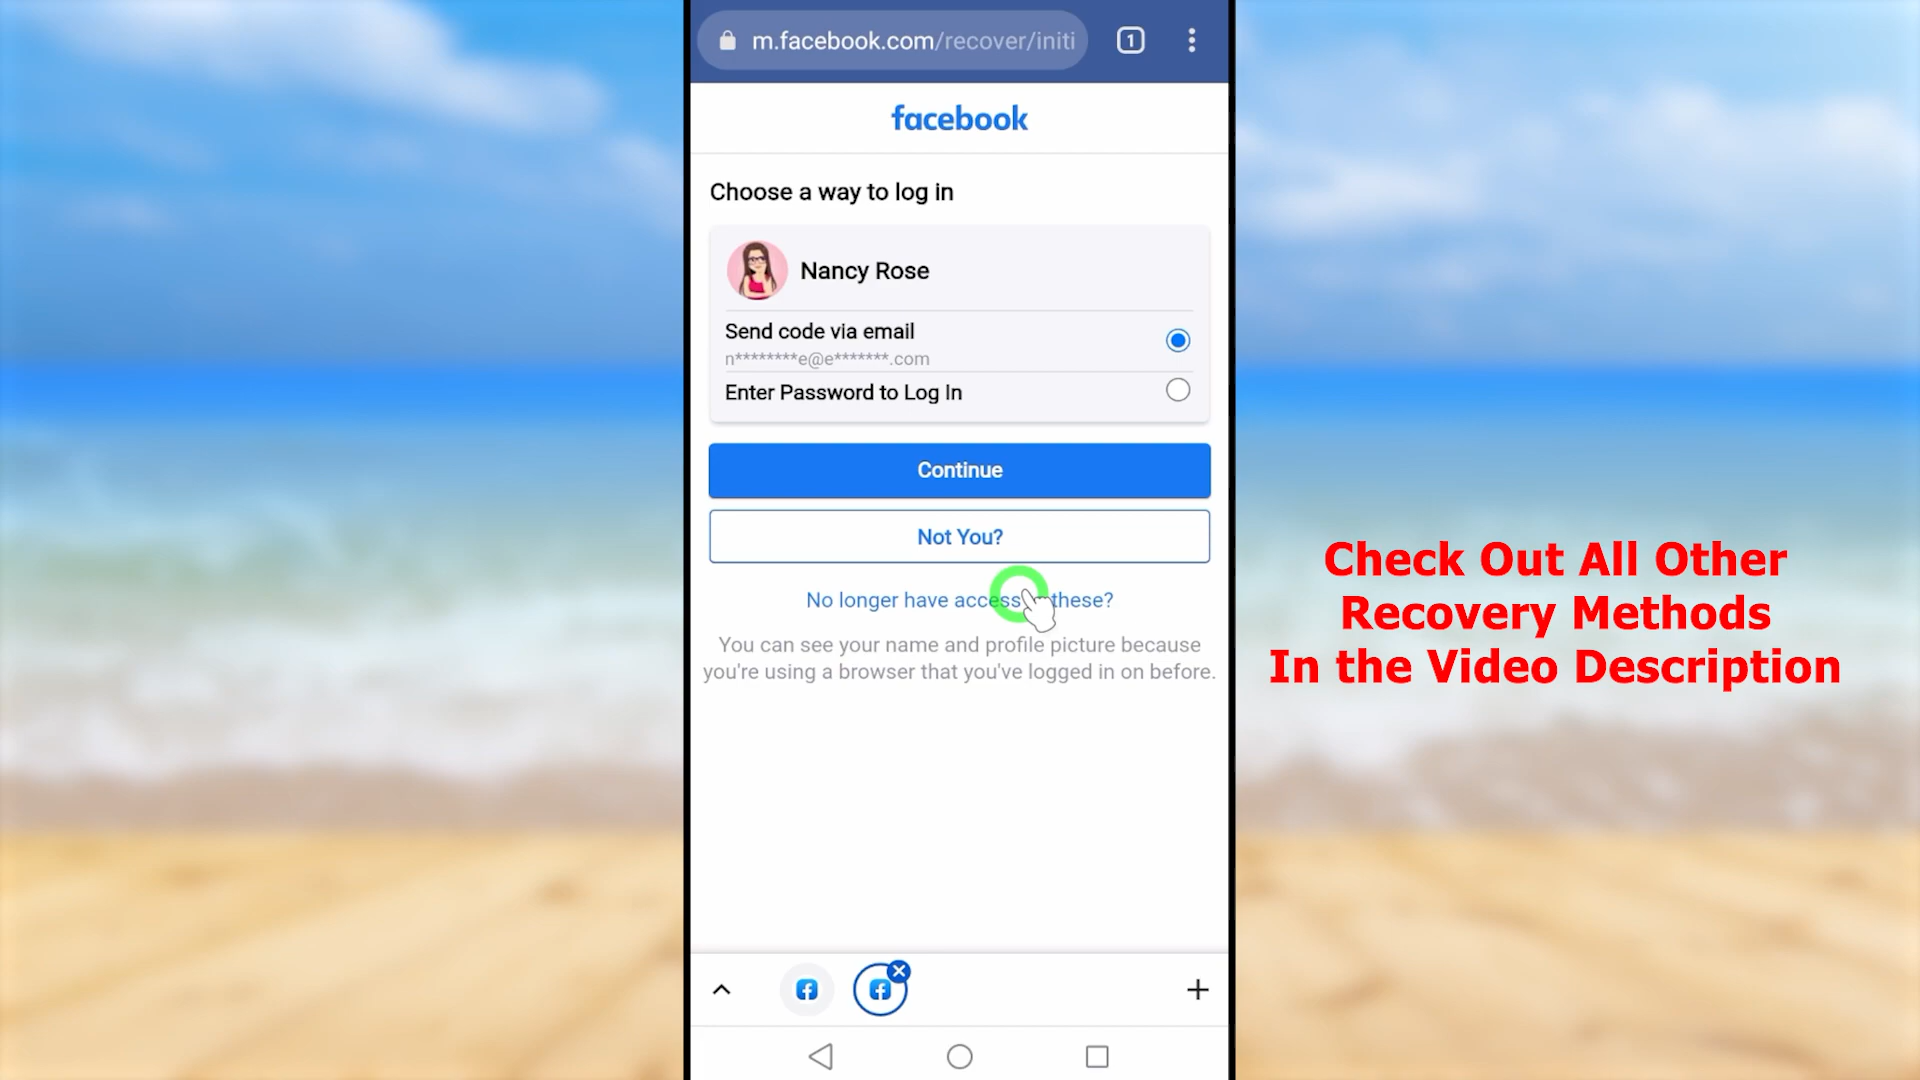 m.facebook.com/recover/initi
1
facebook
Choose a way to log in
Nancy Rose
Send code via email
n********e@e*******.com
Enter Password to Log In
Continue
Not You?
No longer have access these?
You can see your name and profile picture because
you're using a browser that you've logged in on before.
Check Out All Other
Recovery Methods
In the Video Description